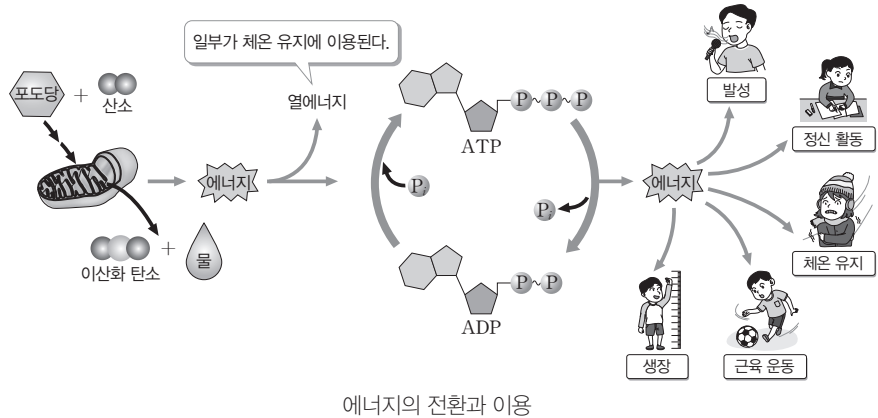 일부가 체온 유지에 이용된다.
포도당 + 산소
열에너지
에너지
이산화 탄소 + 물
P P P
ATP
Pi
Pi
P P
ADP
에너지
발성
정신 활동
체온 유지
근육 운동
생장
에너지의 전환과 이용